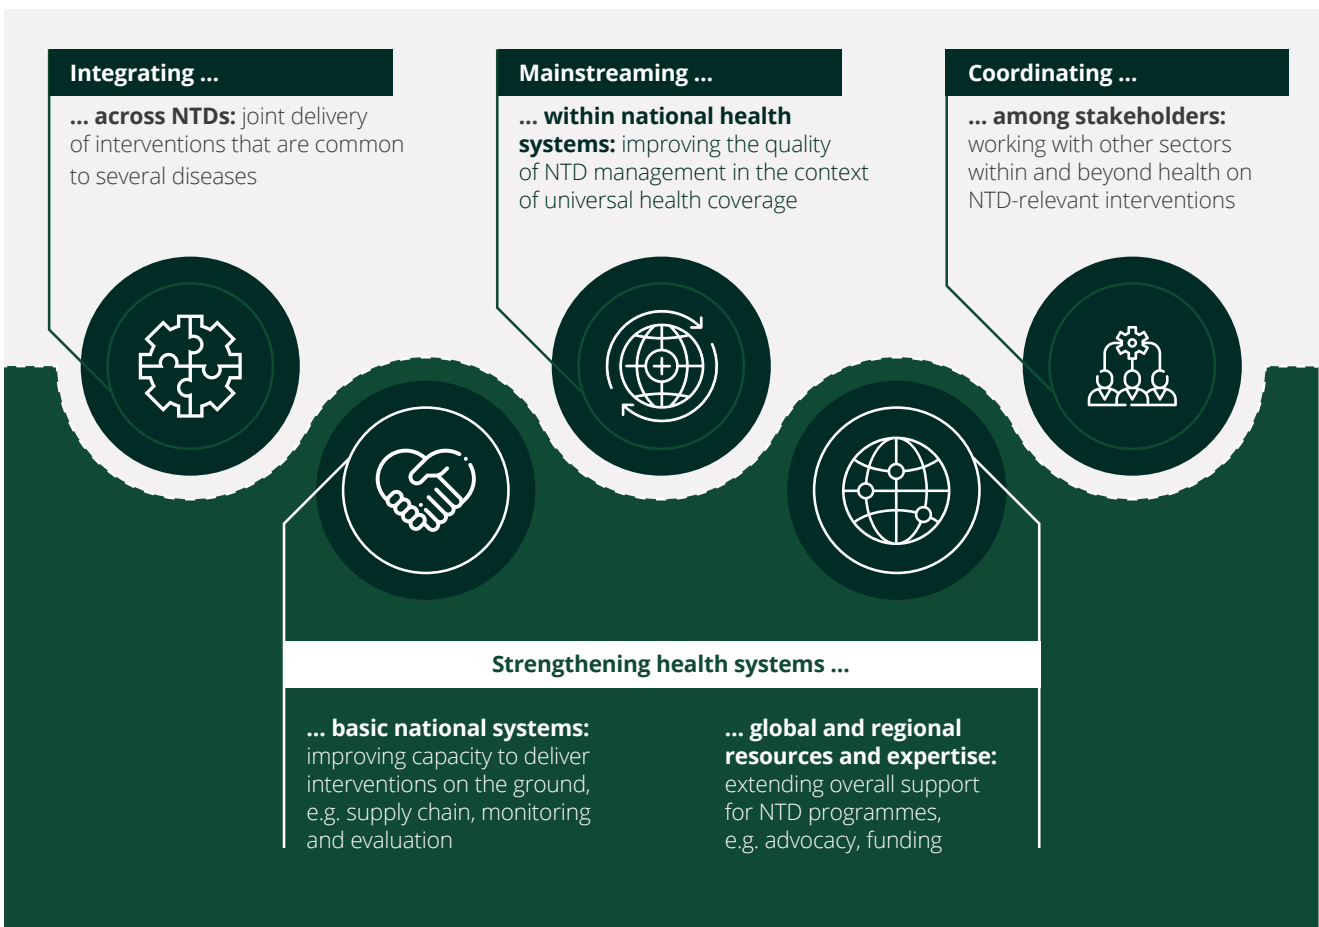 Integrating ...
... across NTDs: joint delivery
of interventions that are common
to several diseases
Mainstreaming ...
... within national health
systems: improving the quality
of NTD management in the context
of universal health coverage
Coordinating ...
... among stakeholders:
working with other sectors
within and beyond health on
NTD-relevant interventions
Strengthening health systems ...
... basic national systems:
improving capacity to deliver
interventions on the ground,
e.g. supply chain, monitoring
and evaluation
... global and regional
resources and expertise:
extending overall support
for NTD programmes,
e.g. advocacy, funding